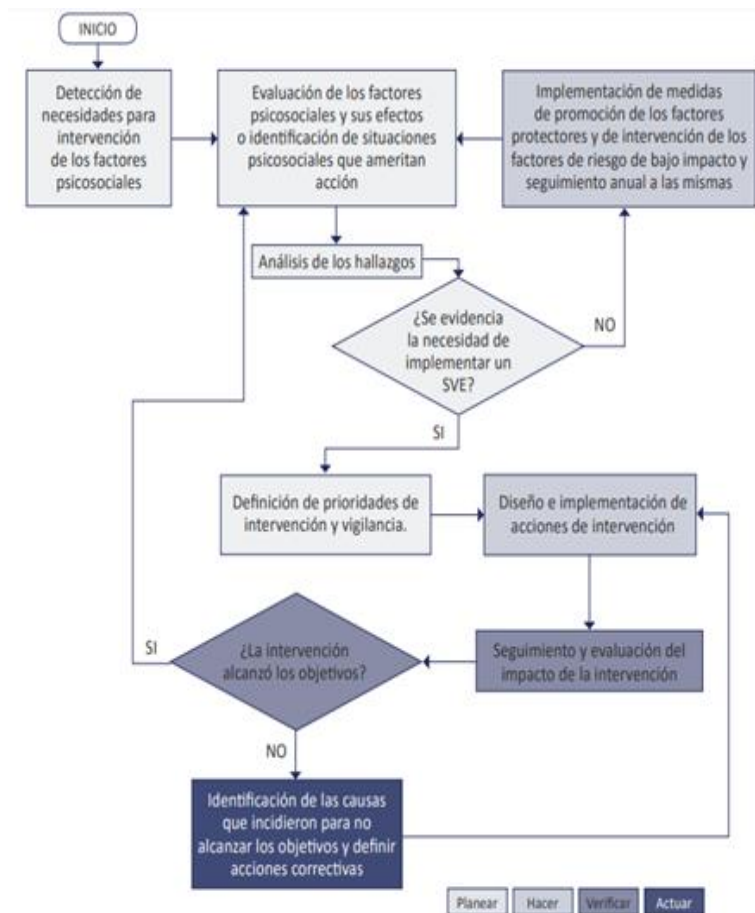 INICIO
Detección de
necesidades para
intervención
de los factores
psicosociales
Evaluación de los factores
psicosociales y sus efectos
o identificación de situaciones
psicosociales que ameritan
acción
Implementación de medidas
de promoción de los factores
protectores y de intervención de los
factores de riesgo de bajo impacto y
seguimiento anual a las mismas
Análisis de los hallazgos
¿Se evidencia
la necesidad de
implementar un
SVE?
NO
SI
Definición de prioridades de
intervención y vigilancia.
Diseño e implementación de
acciones de intervención
Seguimiento y evaluación del
impacto de la intervención
¿La intervención
alcanzó los objetivos?
SI
NO
Identificación de las causas
que incidieron para no
alcanzar los objetivos y definir
acciones correctivas
Planear
Hacer
Verificar
Actuar